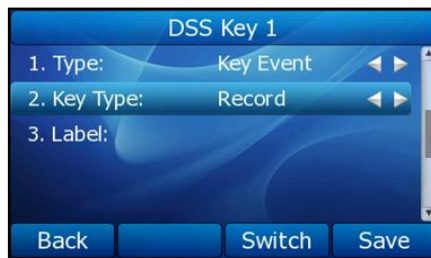 DSS Key 1
1. Type: Key Event
2. Key Type: Record
3. Label:
Back Switch Save